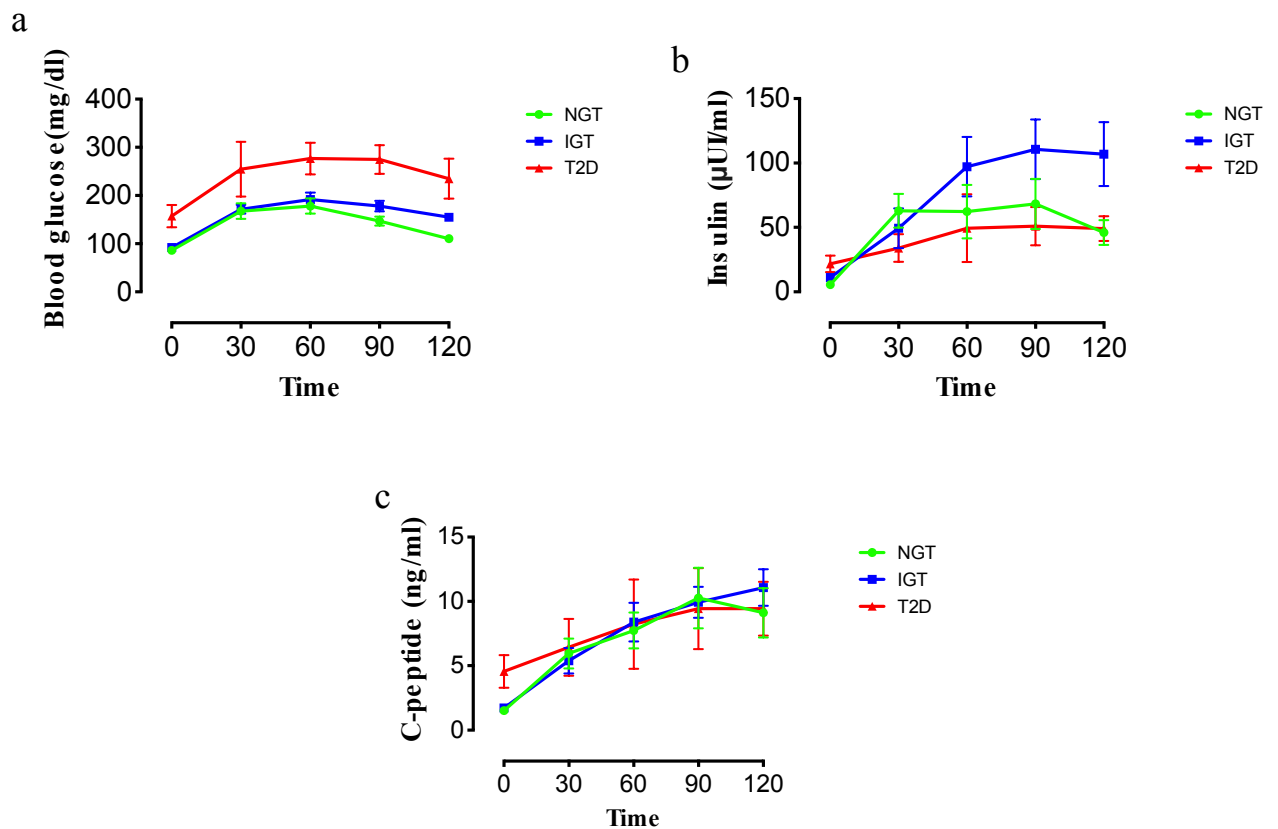 a
Blood glucose(mg/dl)
400
300
200
100
0
0 30 60 90 120
Time
NGT
IGT
T2D
b
Insulin (µUI/ml)
150
100
50
0
0 30 60 90 120
Time
NGT
IGT
T2D
c
C-peptide (ng/ml)
15
10
5
0
0 30 60 90 120
Time
NGT
IGT
T2D